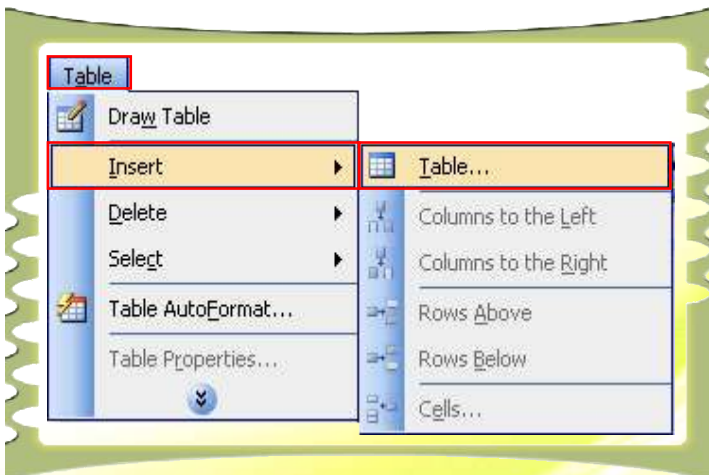 Table
Draw Table
Insert
Delete
Select
Table AutoFormat...
Table Properties...
Table...
Columns to the Left
Columns to the Right
Rows Above
Rows Below
Cells...